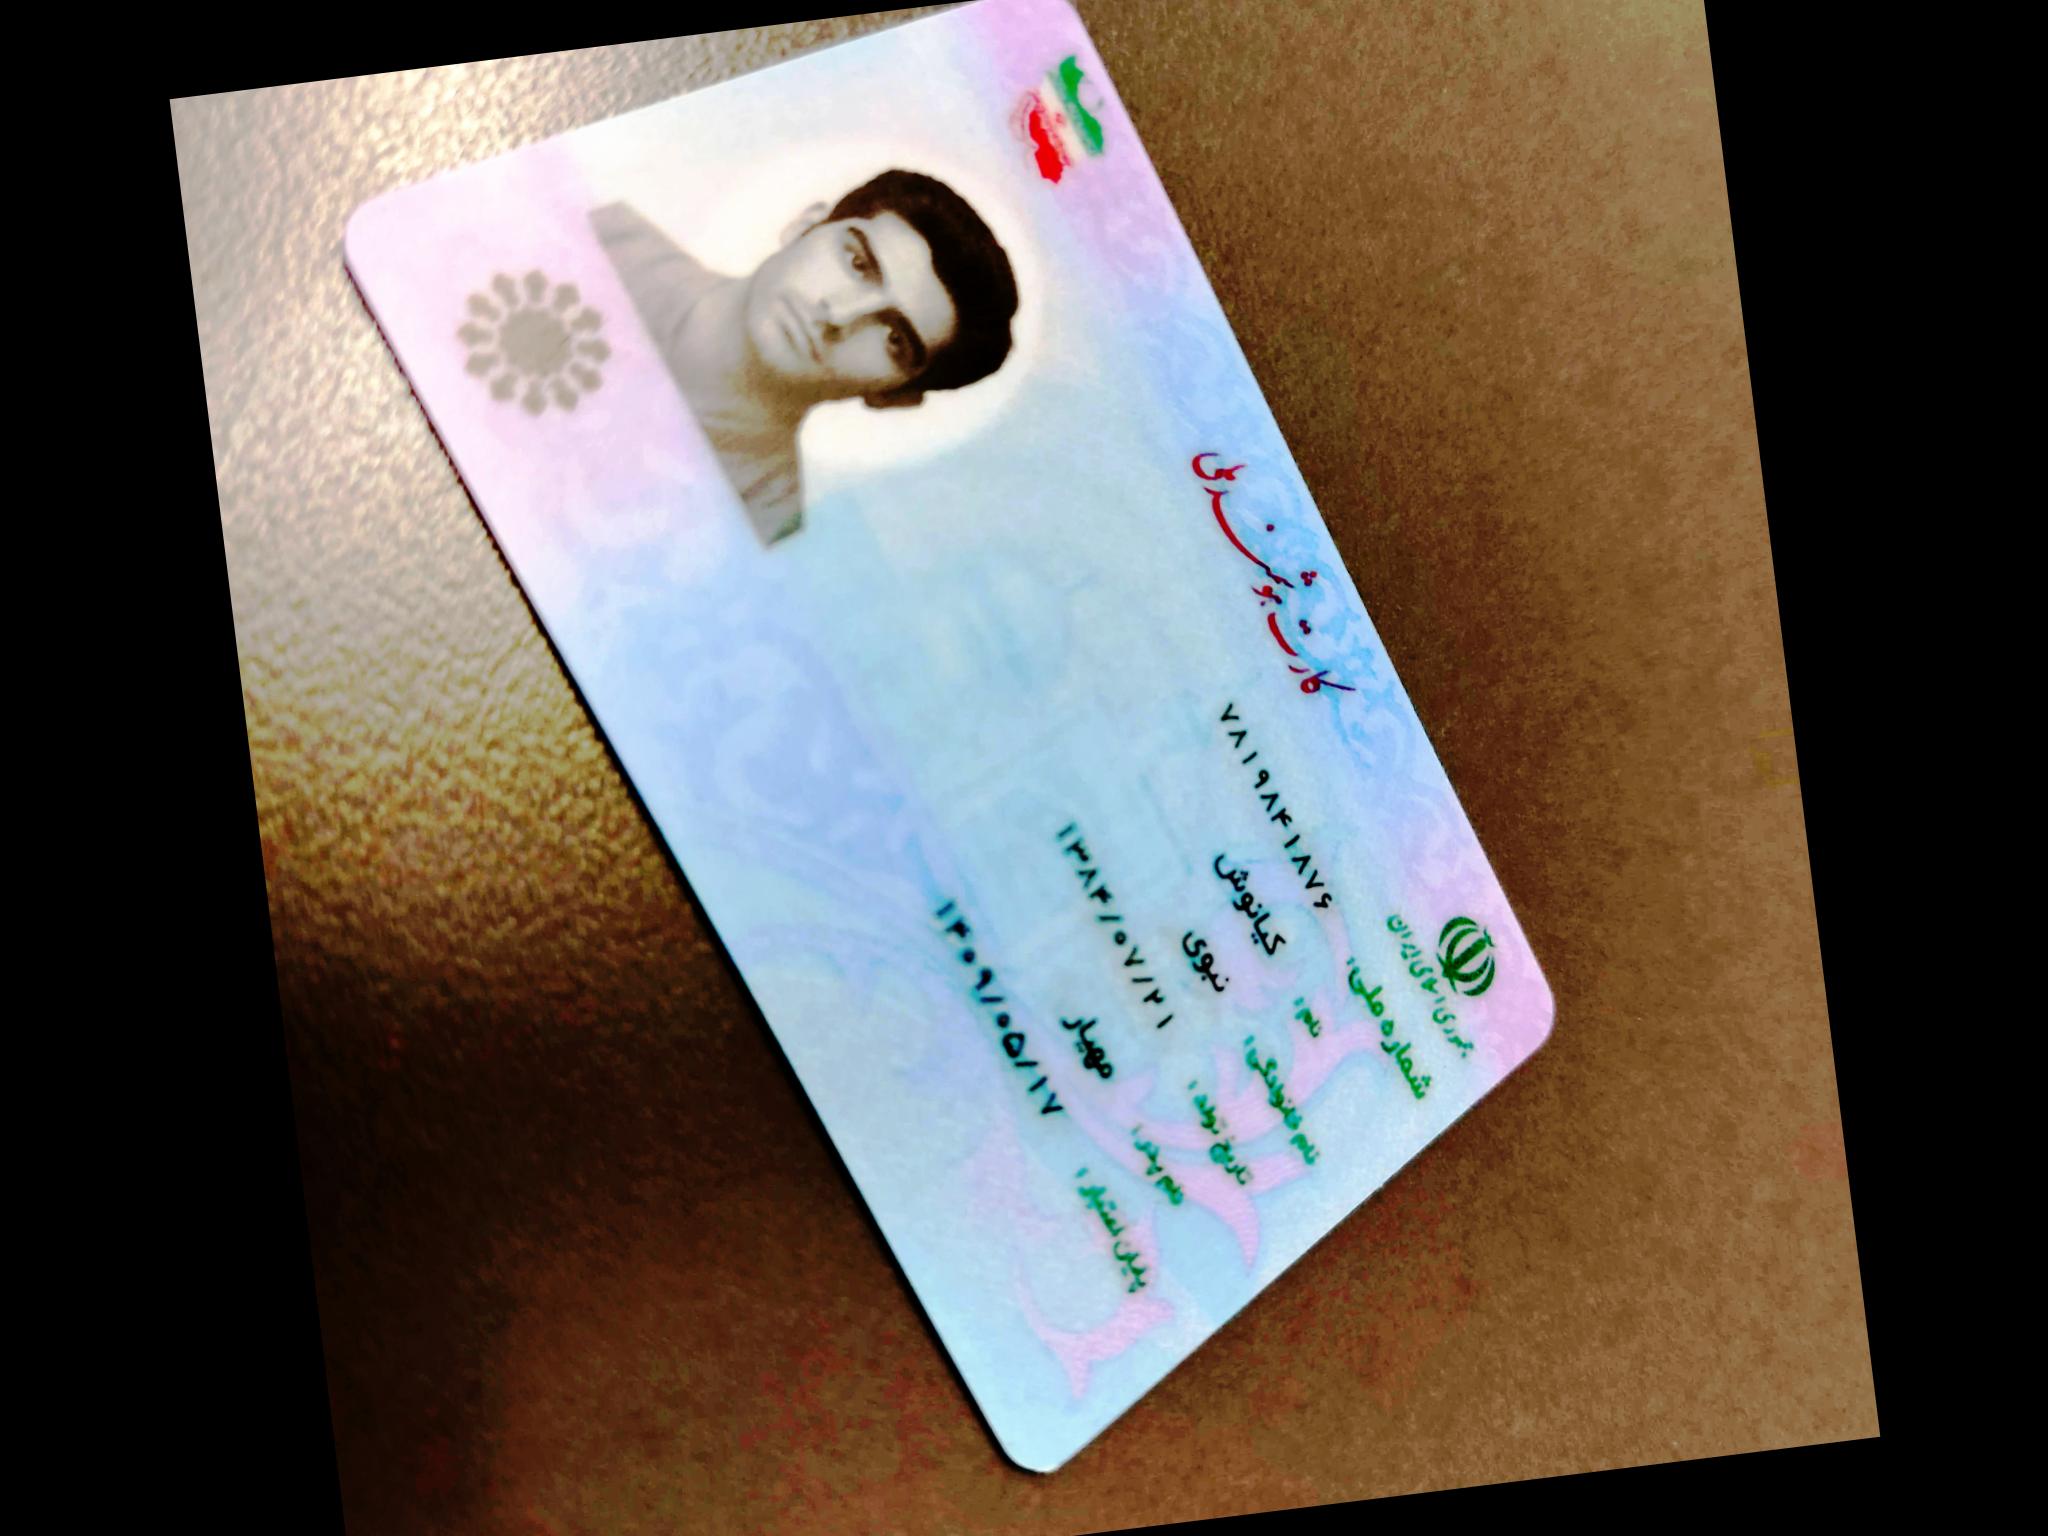 جمهوری اسلامی ایران
کارت هوشمند ملی
شماره ملی: ۷۸۱۹۸۴۱۸۷۶
نام: کیانوش
نام خانوادگی: نبوی
تاریخ تولد: ۱۳۸۴/۰۷/۲۱
نام پدر: مهیار
پایان اعتبار: ۱۴۰۹/۰۵/۱۷